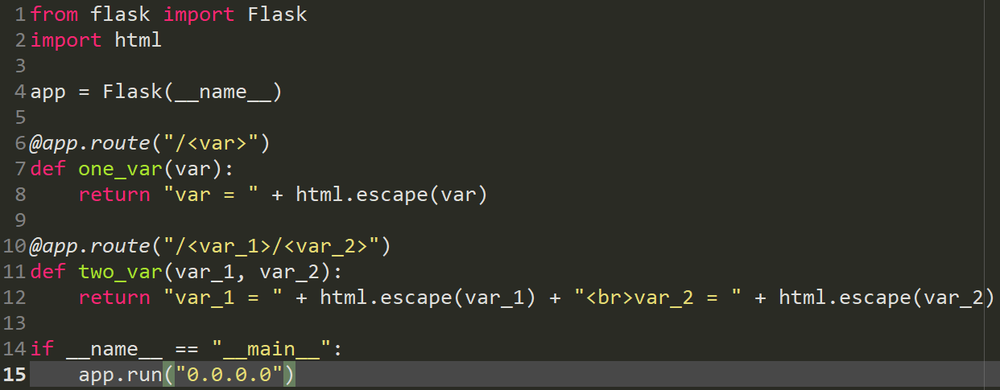 1 from flask import Flask
2 import html
3
4 app = Flask(__name__)
5
6 @app.route("/<var>")
7 def one_var(var):
8     return "var = " + html.escape(var)
9
10 @app.route("/<var_1>/<var_2>")
11 def two_var(var_1, var_2):
12     return "var_1 = " + html.escape(var_1) + "<br>var_2 = " + html.escape(var_2)
13
14 if __name__ == "__main__":
15     app.run("0.0.0.0")